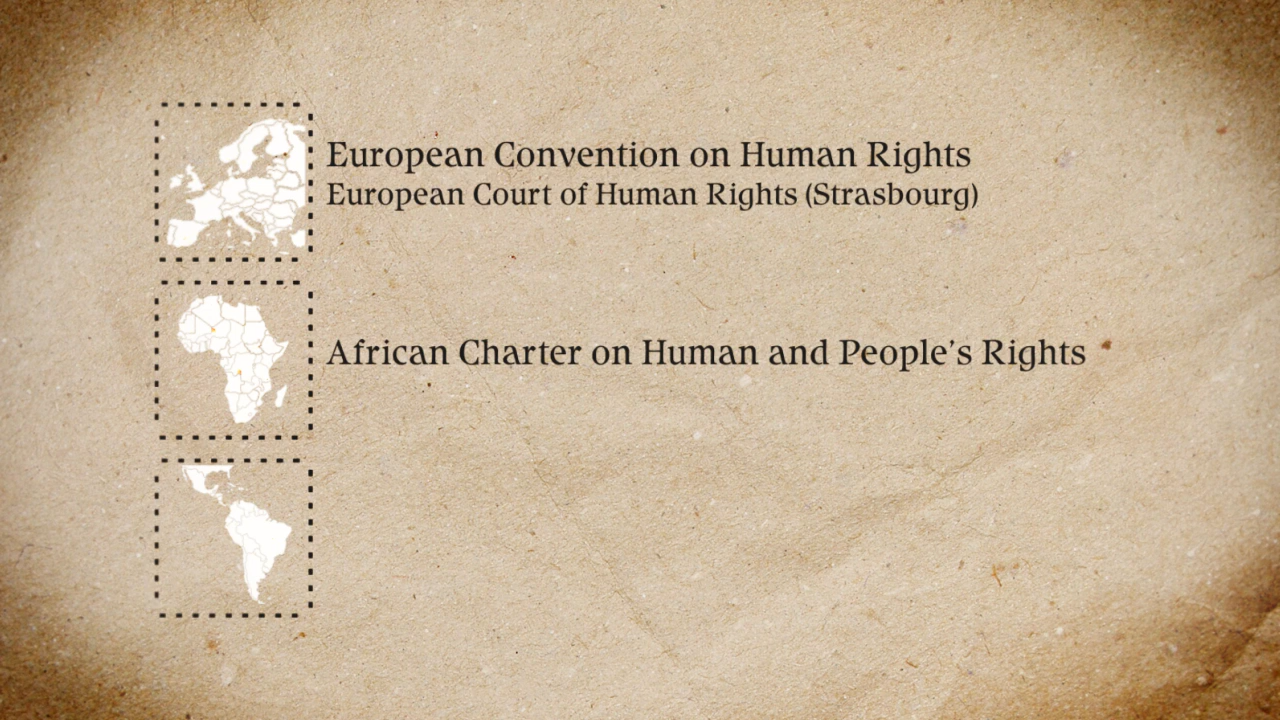 European Convention on Human Rights
European Court of Human Rights (Strasbourg)
African Charter on Human and People's Rights